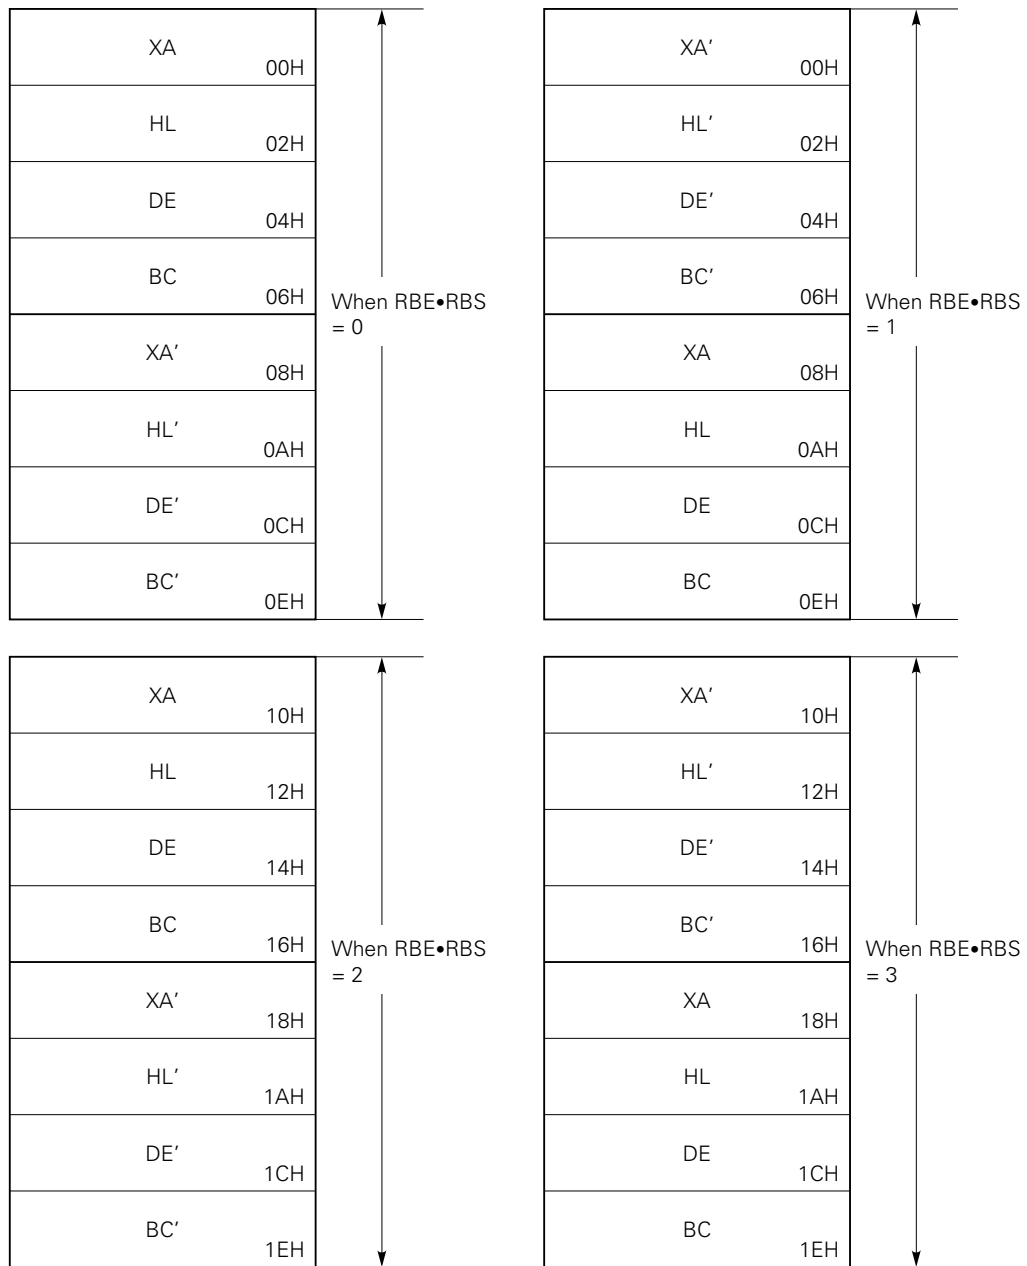 XA
00H
HL
02H
DE
04H
BC
06H
XA′
08H
HL′
0AH
DE′
0CH
BC′
0EH
When RBE•RBS
= 0
XA′
00H
HL′
02H
DE′
04H
BC′
06H
XA
08H
HL
0AH
DE
0CH
BC
0EH
When RBE•RBS
= 1
XA
10H
HL
12H
DE
14H
BC
16H
XA′
18H
HL′
1AH
DE′
1CH
BC′
1EH
When RBE•RBS
= 2
XA′
10H
HL′
12H
DE′
14H
BC′
16H
XA
18H
HL
1AH
DE
1CH
BC
1EH
When RBE•RBS
= 3